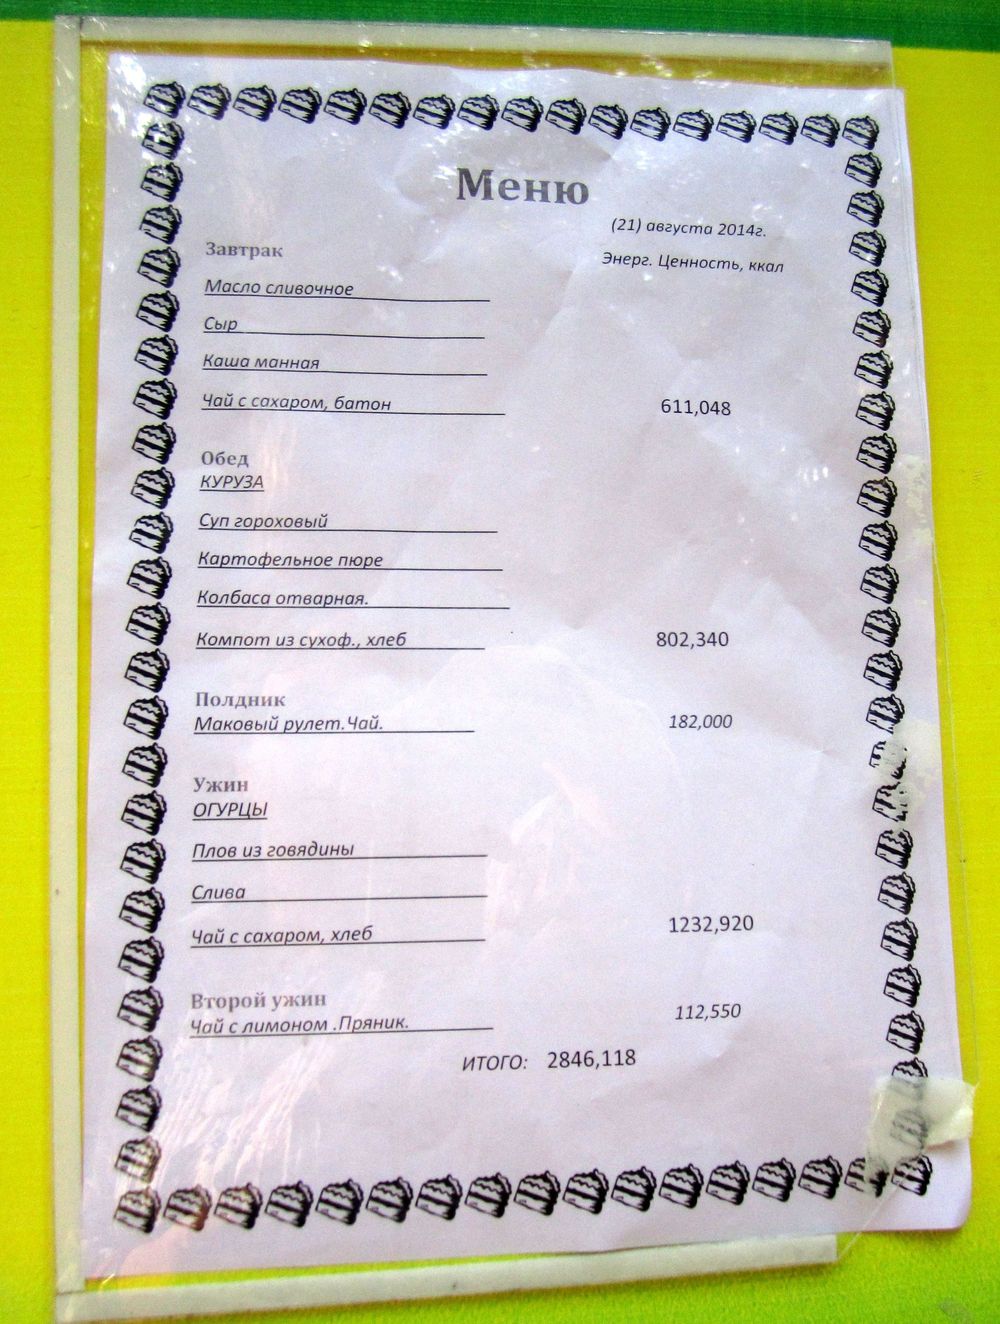 Меню
(21) августа 2014г.
Завтрак
Энерг. Ценность, ккал
Масло сливочное
Сыр
Каша манная
Чай с сахаром, батон 611,048
Обед
КУРУЗА
Суп гороховый
Картофельное пюре
Колбаса отварная.
Компот из сухоф., хлеб 802,340
Полдник
Маковый рулет.Чай. 182,000
Ужин
ОГУРЦЫ
Плов из говядины
Слива
Чай с сахаром, хлеб 1232,920
Второй ужин
Чай с лимоном .Пряник. 112,550
ИТОГО: 2846,118